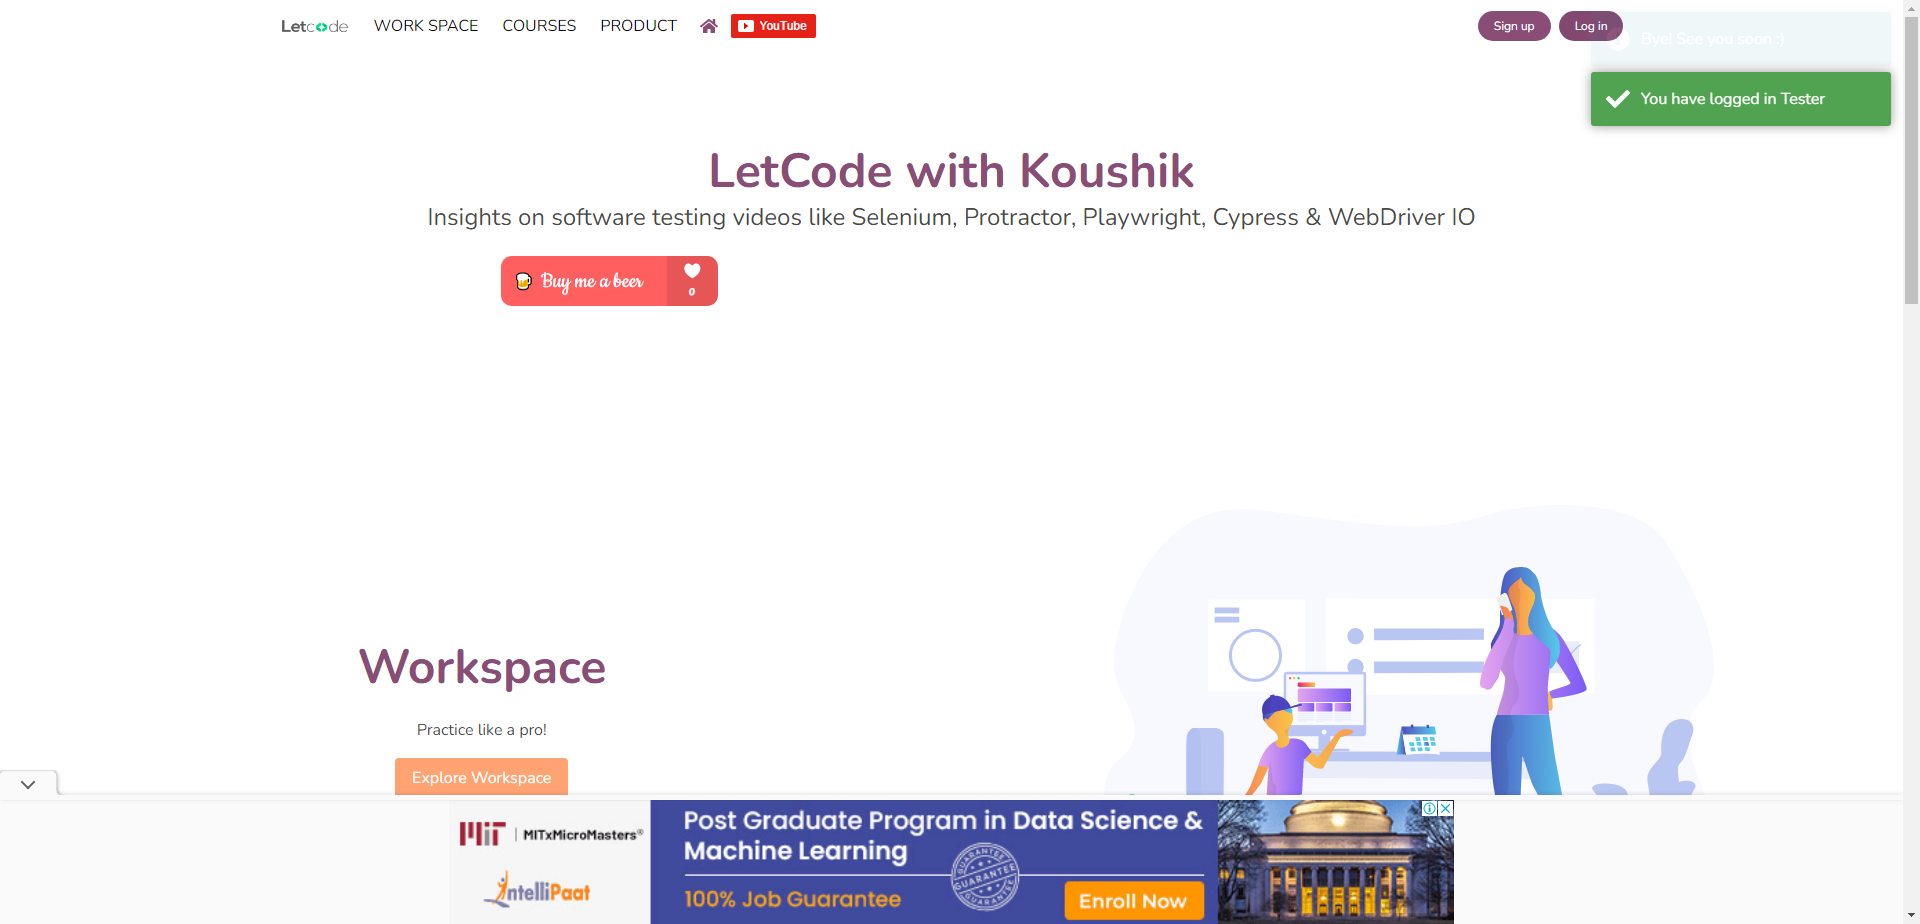 Letcode
WORK SPACE
COURSES
PRODUCT
YouTube
Sign up
Log in
Bye! See you soon :)
You have logged in Tester
LetCode with Koushik
Insights on software testing videos like Selenium, Protractor, Playwright, Cypress & WebDriver IO
Buy me a beer
0
Workspace
Practice like a pro!
Explore Workspace
MIT | MITxMicroMasters®
IntelliPaat
Post Graduate Program in Data Science &
Machine Learning
100% Job Guarantee
GUARANTEE
GUARANTEE
GUARANTEE
Enroll Now